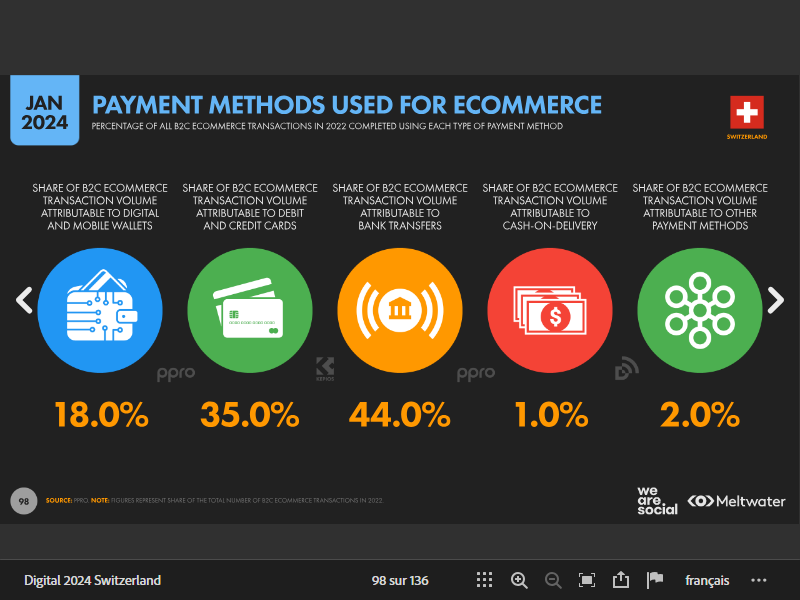 JAN
2024
PAYMENT METHODS USED FOR ECOMMERCE
PERCENTAGE OF ALL B2C ECOMMERCE TRANSACTIONS IN 2022 COMPLETED USING EACH TYPE OF PAYMENT METHOD
SWITZERLAND
SHARE OF B2C ECOMMERCE
TRANSACTION VOLUME
ATTRIBUTABLE TO DIGITAL
AND MOBILE WALLETS
SHARE OF B2C ECOMMERCE
TRANSACTION VOLUME
ATTRIBUTABLE TO DEBIT
AND CREDIT CARDS
SHARE OF B2C ECOMMERCE
TRANSACTION VOLUME
ATTRIBUTABLE TO
BANK TRANSFERS
SHARE OF B2C ECOMMERCE
TRANSACTION VOLUME
ATTRIBUTABLE TO
CASH-ON-DELIVERY
SHARE OF B2C ECOMMERCE
TRANSACTION VOLUME
ATTRIBUTABLE TO OTHER
PAYMENT METHODS
$
ppro
KEPIOS
ppro
18.0%
35.0%
44.0%
1.0%
2.0%
98
SOURCE: PPRO. NOTE: FIGURES REPRESENT SHARE OF THE TOTAL NUMBER OF B2C ECOMMERCE TRANSACTIONS IN 2022.
we
are.
social
Meltwater
Digital 2024 Switzerland
98 sur 136
français